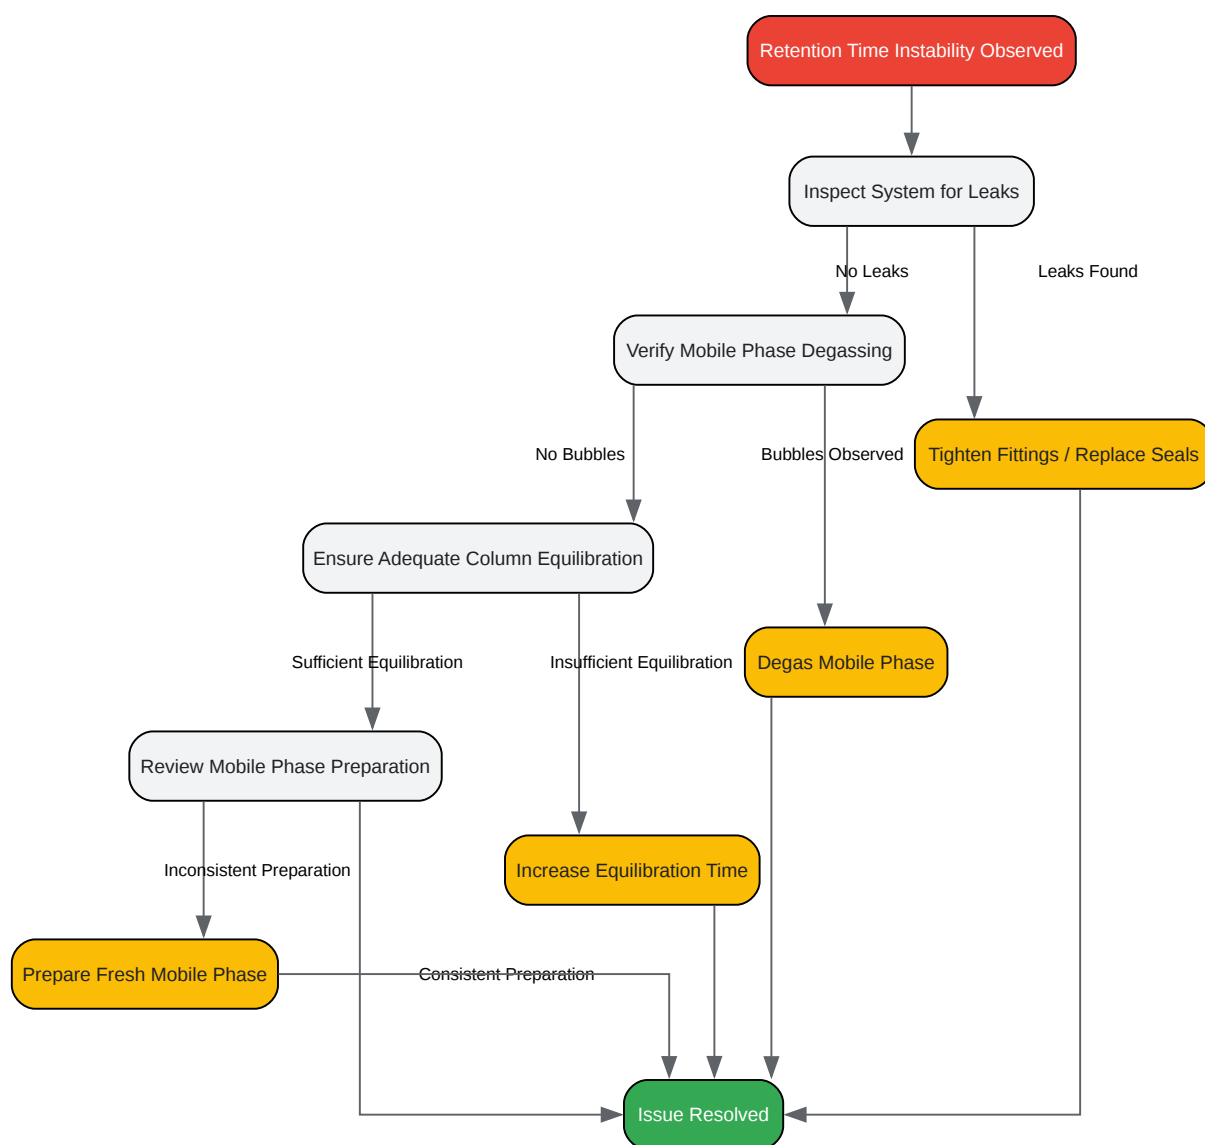 Retention Time Instability Observed
Inspect System for Leaks
No Leaks
Leaks Found
Verify Mobile Phase Degassing
No Bubbles
Bubbles Observed
Tighten Fittings / Replace Seals
Ensure Adequate Column Equilibration
Sufficient Equilibration
Insufficient Equilibration
Degas Mobile Phase
Review Mobile Phase Preparation
Inconsistent Preparation
Increase Equilibration Time
Prepare Fresh Mobile Phase
Consistent Preparation
Issue Resolved